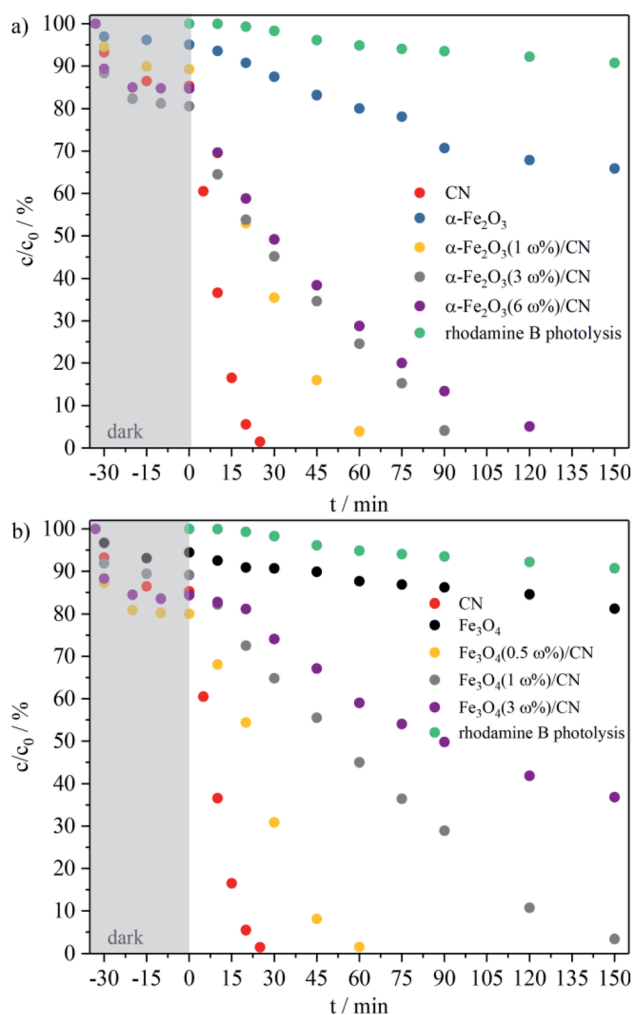 a)
100
90
80
70
60
50
40
30
20
10
0
c/c₀ / %
CN
α-Fe₂O₃
α-Fe₂O₃(1 ω%)/CN
α-Fe₂O₃(3 ω%)/CN
α-Fe₂O₃(6 ω%)/CN
rhodamine B photolysis
dark
-30 -15 0 15 30 45 60 75 90 105 120 135 150
t / min
b)
100
90
80
70
60
50
40
30
20
10
0
c/c₀ / %
CN
Fe₃O₄
Fe₃O₄(0.5 ω%)/CN
Fe₃O₄(1 ω%)/CN
Fe₃O₄(3 ω%)/CN
rhodamine B photolysis
dark
-30 -15 0 15 30 45 60 75 90 105 120 135 150
t / min